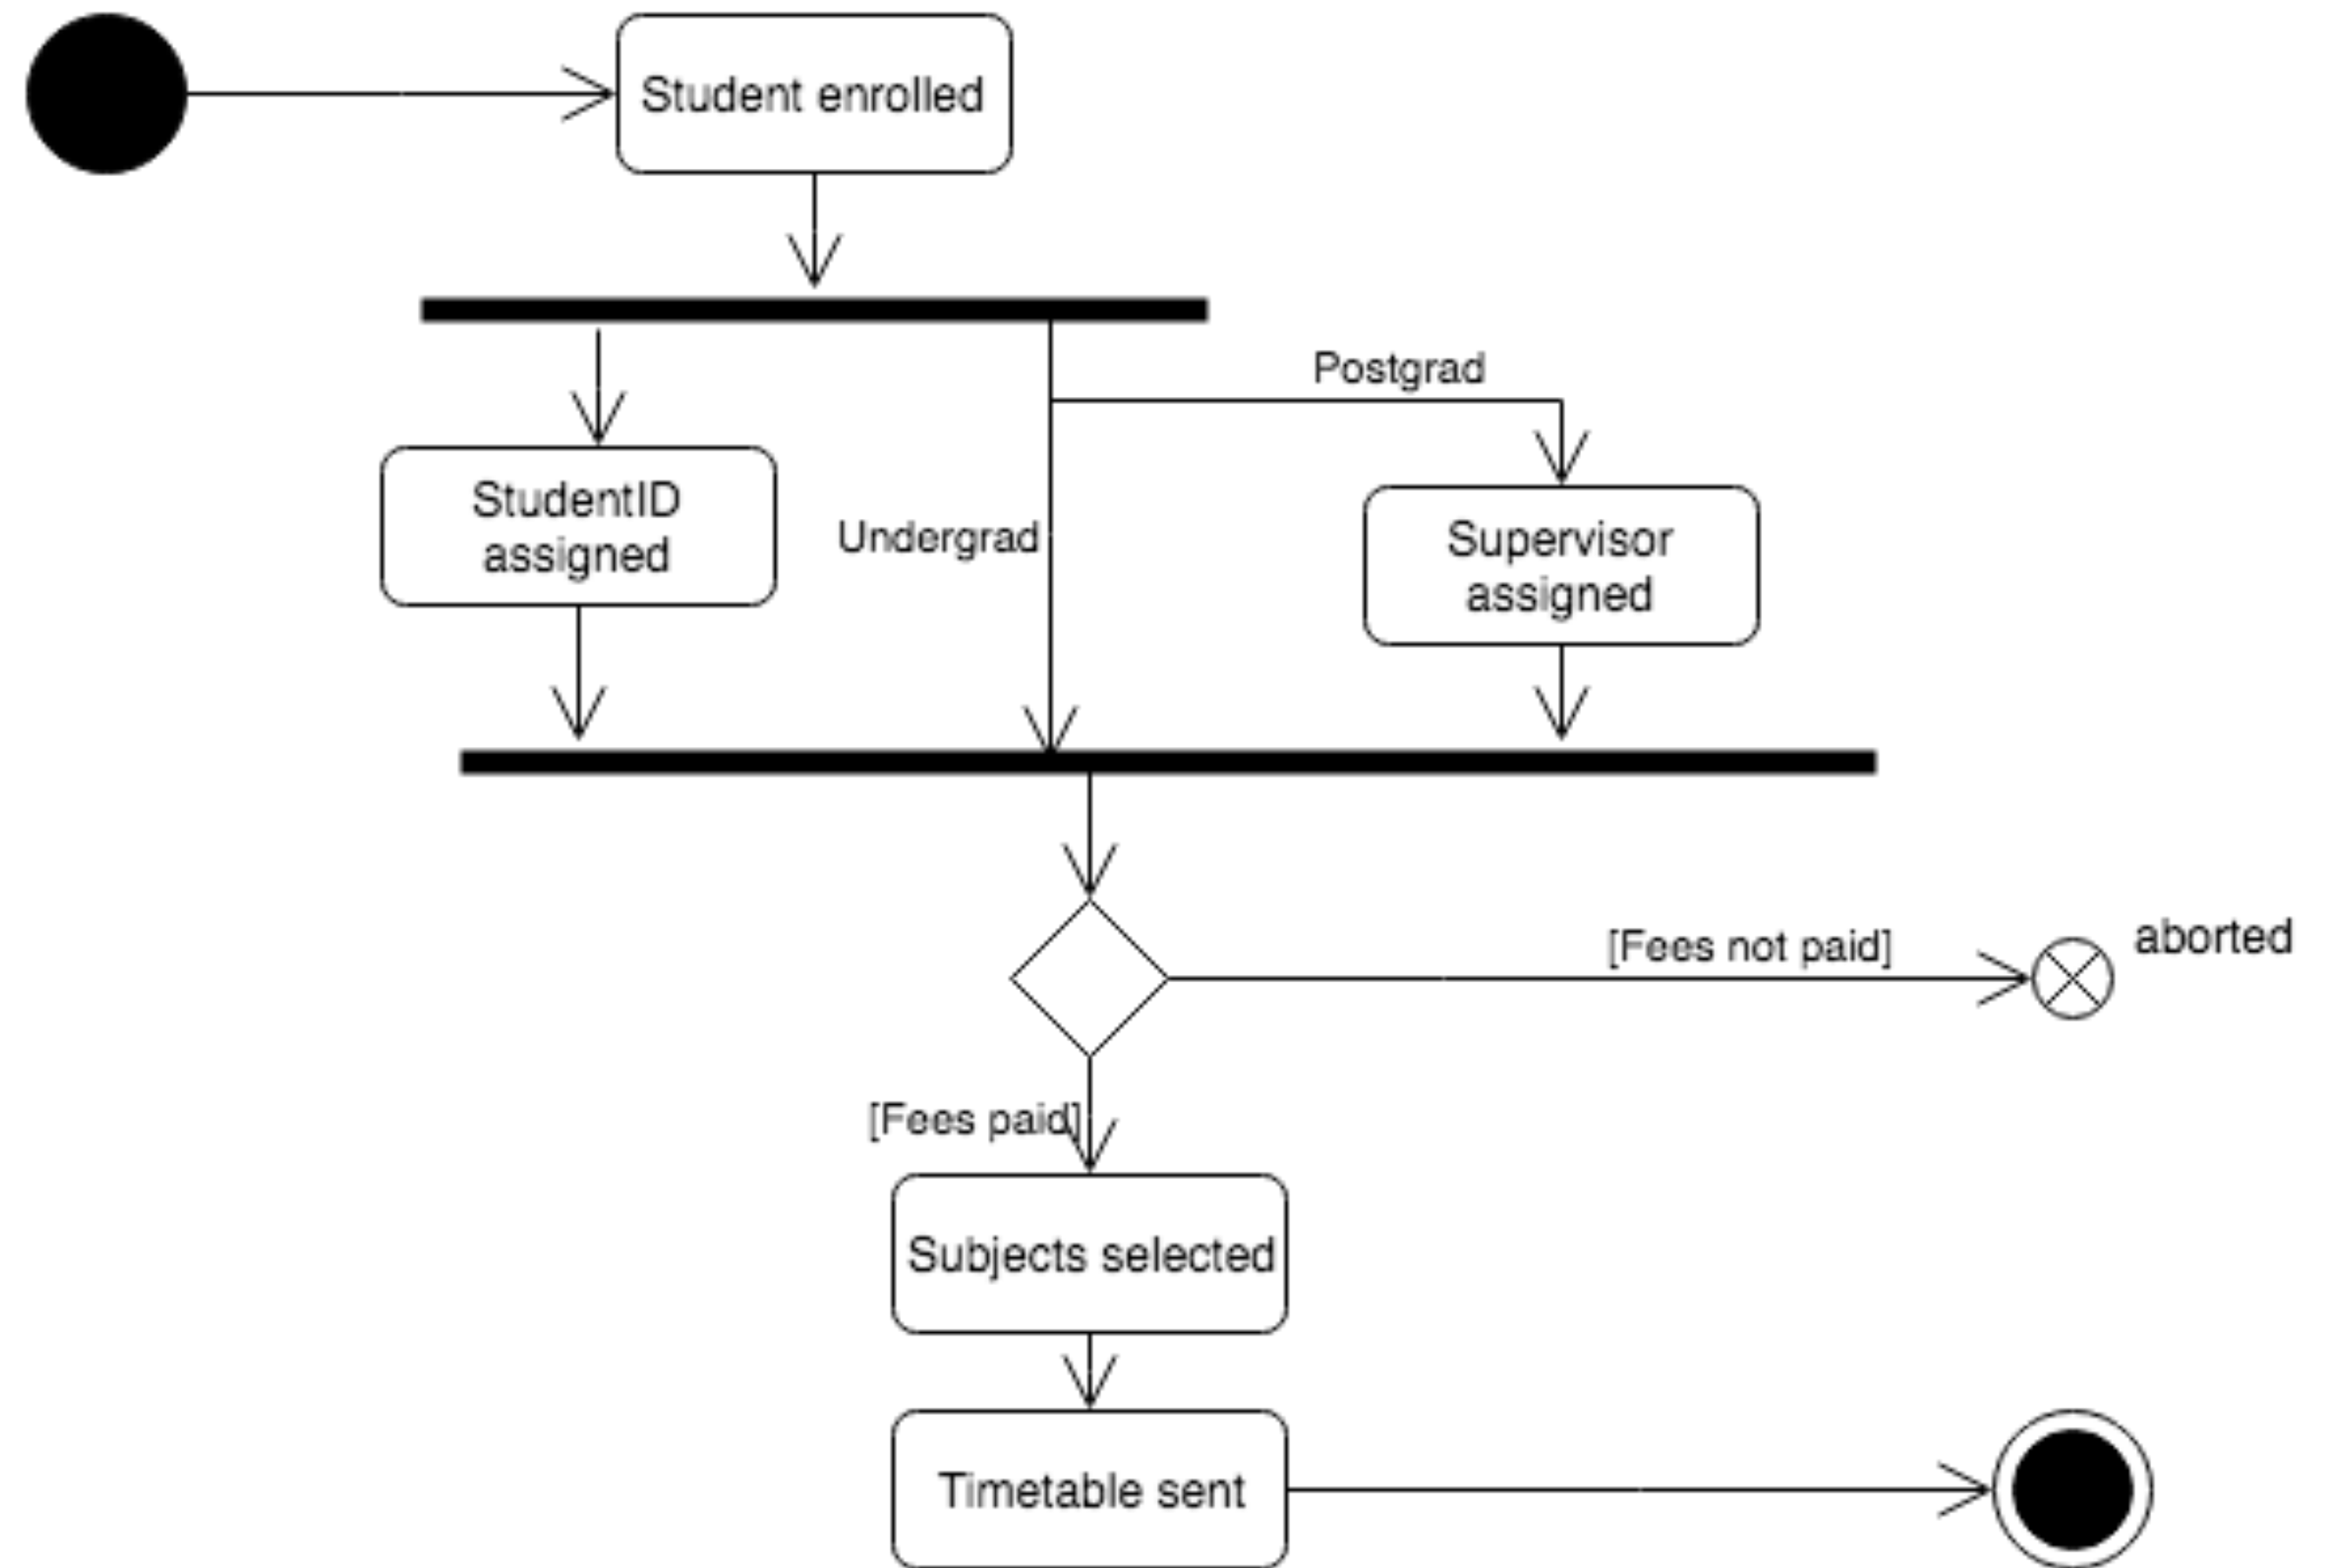 Student enrolled
Postgrad
StudentID
assigned
Undergrad
Supervisor
assigned
[Fees not paid]
aborted
[Fees paid]
Subjects selected
Timetable sent